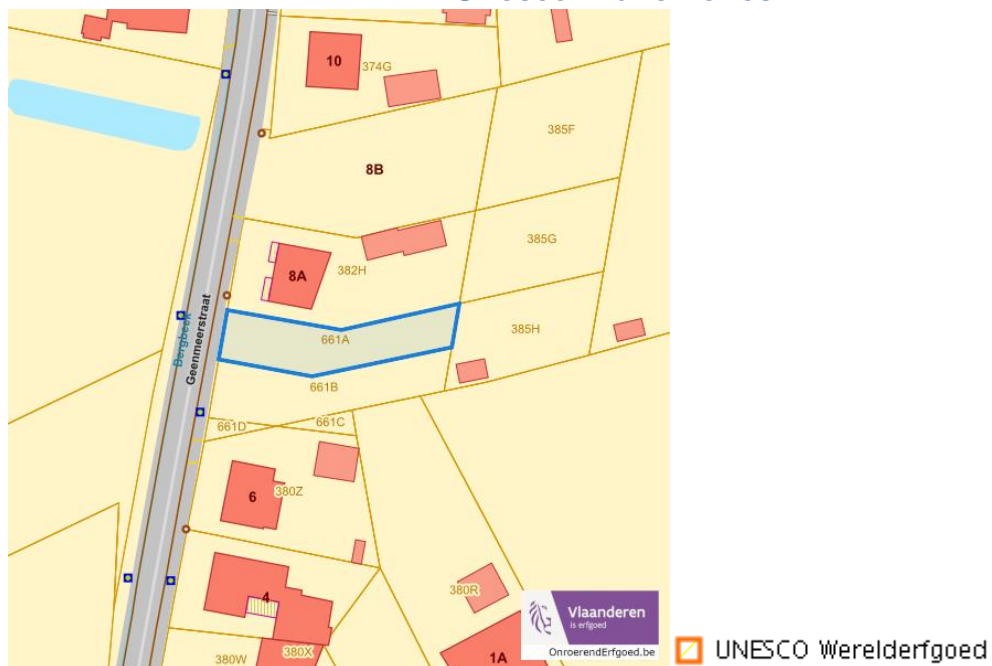 10
374G
385F
8B
385G
8A
382H
385H
Bergbeek
Geenmeerstraat
661A
661B
661D
661C
6
380Z
4
380R
380W
380X
1A
Vlaanderen
is erfgoed
OnroerendErfgoed.be
UNESCO Werelderfgoed